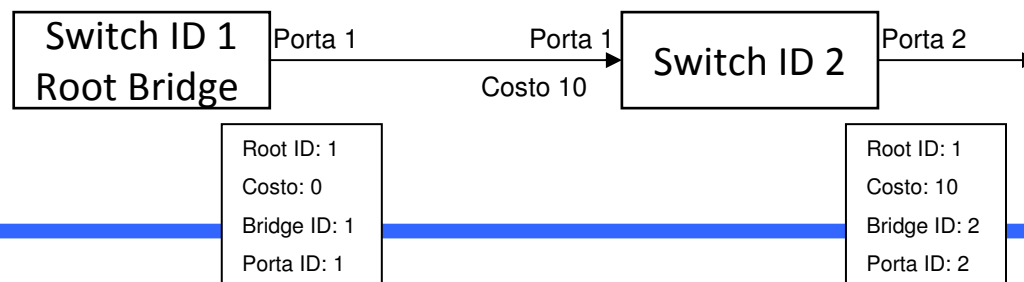 Switch ID 1
Root Bridge
Porta 1
Porta 1
Costo 10
Switch ID 2
Porta 2
Root ID: 1
Costo: 0
Bridge ID: 1
Porta ID: 1
Root ID: 1
Costo: 10
Bridge ID: 2
Porta ID: 2